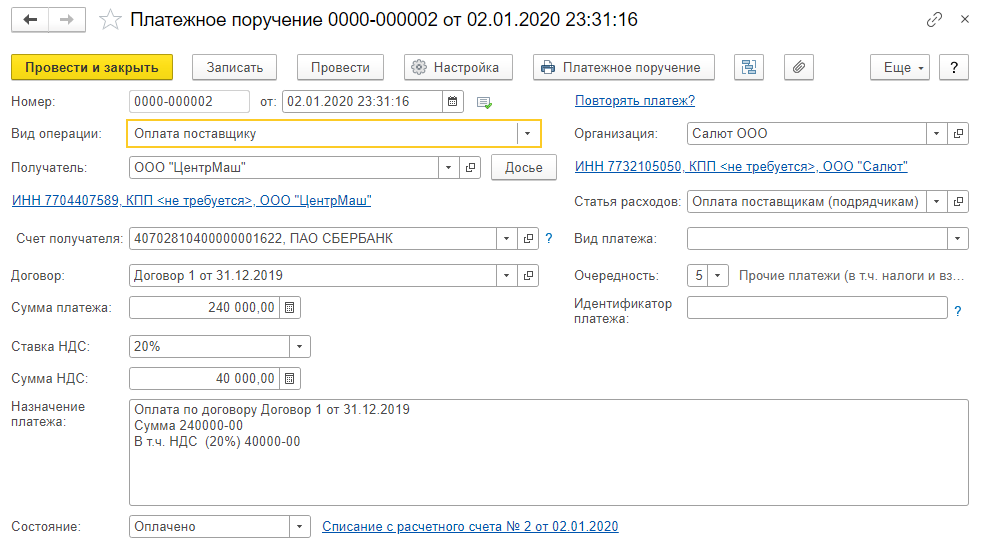 Платежное поручение 0000-000002 от 02.01.2020 23:31:16
Провести и закрыть Записать Провести Настройка Платежное поручение Еще ?
Номер: 0000-000002 от: 02.01.2020 23:31:16 Повторять платеж?
Вид операции: Оплата поставщику Организация: Салют ООО
Получатель: ООО "ЦентрМаш" Досье ИНН 7732105050, КПП <не требуется>, ООО "Салют"
ИНН 7704407589, КПП <не требуется>, ООО "ЦентрМаш" Статья расходов: Оплата поставщикам (подрядчикам)
Счет получателя: 40702810400000001622, ПАО СБЕРБАНК ? Вид платежа:
Договор: Договор 1 от 31.12.2019 Очередность: 5 Прочие платежи (в т.ч. налоги и вз...
Сумма платежа: 240 000,00 Идентификатор
платежа: ?
Ставка НДС: 20%
Сумма НДС: 40 000,00
Назначение
платежа:
Оплата по договору Договор 1 от 31.12.2019
Сумма 240000-00
В т.ч. НДС  (20%) 40000-00
Состояние: Оплачено Списание с расчетного счета № 2 от 02.01.2020